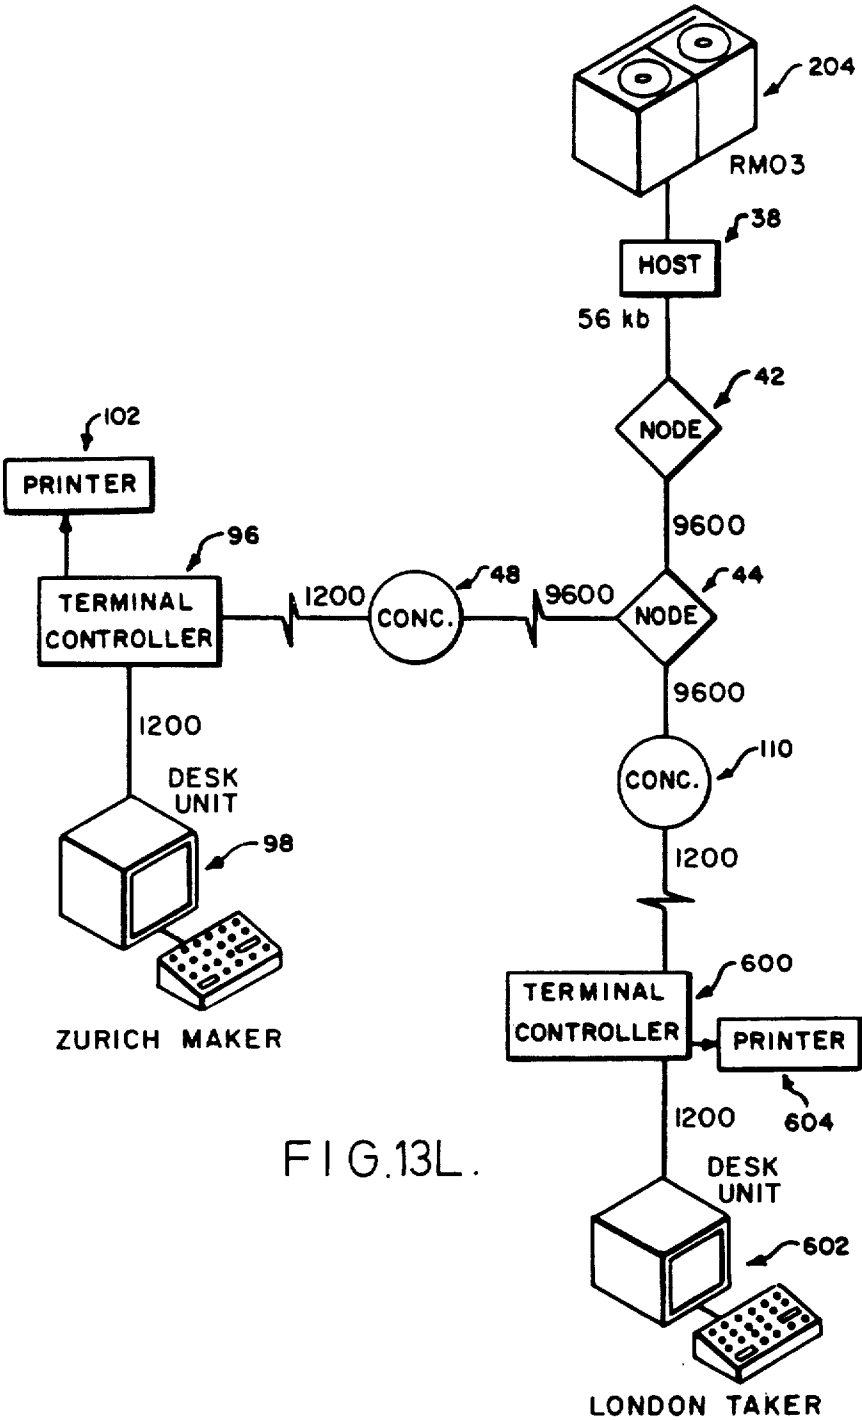 204
RM03
38
HOST
56 kb
42
NODE
102
PRINTER
9600
96
48
44
TERMINAL
CONTROLLER
1200
CONC.
9600
NODE
9600
1200
110
CONC.
DESK
UNIT
1200
98
600
TERMINAL
CONTROLLER
PRINTER
ZURICH MAKER
604
1200
FIG.13L.
DESK
UNIT
602
LONDON TAKER